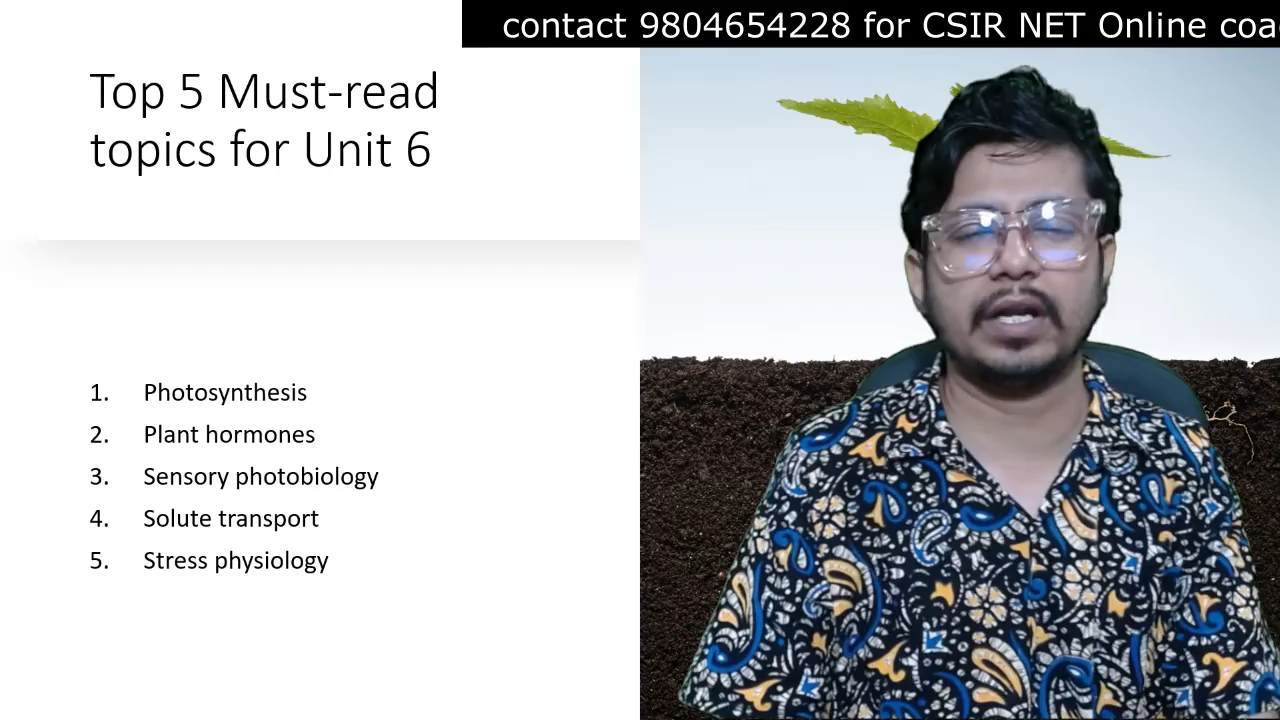 contact 9804654228 for CSIR NET Online coa
Top 5 Must-read
topics for Unit 6
1. Photosynthesis
2. Plant hormones
3. Sensory photobiology
4. Solute transport
5. Stress physiology